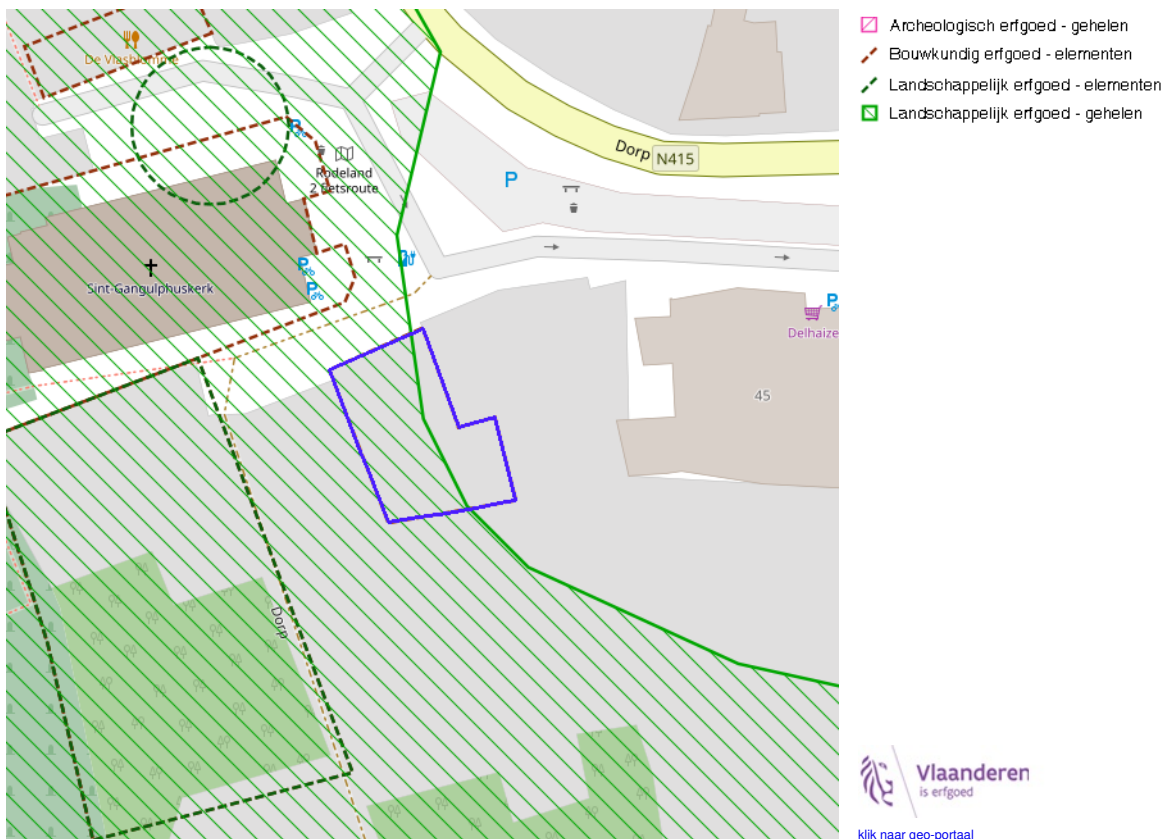 De Vlasblomme
Rodeland
2 fietsroute
Sint-Gangulphuskerk
Dorp
N415
P
P
P
P
P
Delhaize
45
Dorp
Archeologisch erfgoed - gehelen
Bouwkundig erfgoed - elementen
Landschappelijk erfgoed - elementen
Landschappelijk erfgoed - gehelen
Vlaanderen
is erfgoed
klik naar geo-portaal